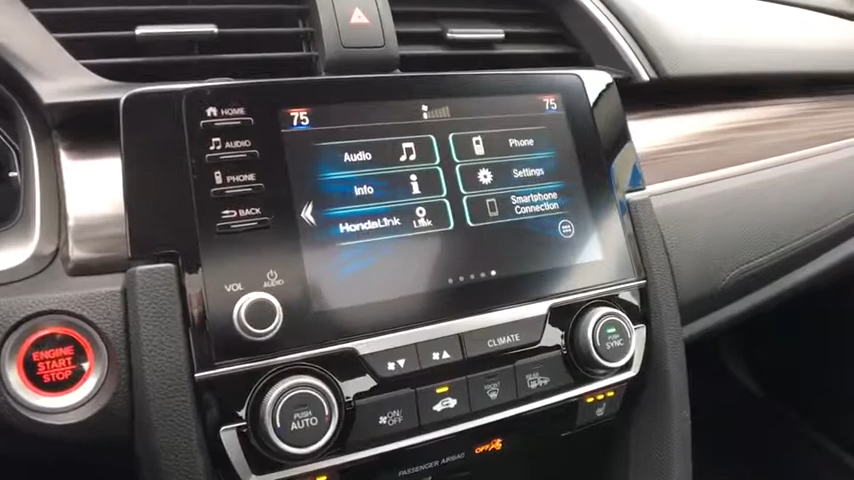 HOME
AUDIO
PHONE
BACK
75
75
Audio
Phone
Info
Settings
HondaLink
LINK
Smartphone
Connection
VOL
AUDIO
ENGINE
START
STOP
CLIMATE
PUSH
SYNC
PUSH
AUTO
ON/
OFF
FRONT
REAR
PASSENGER AIRBAG
OFF